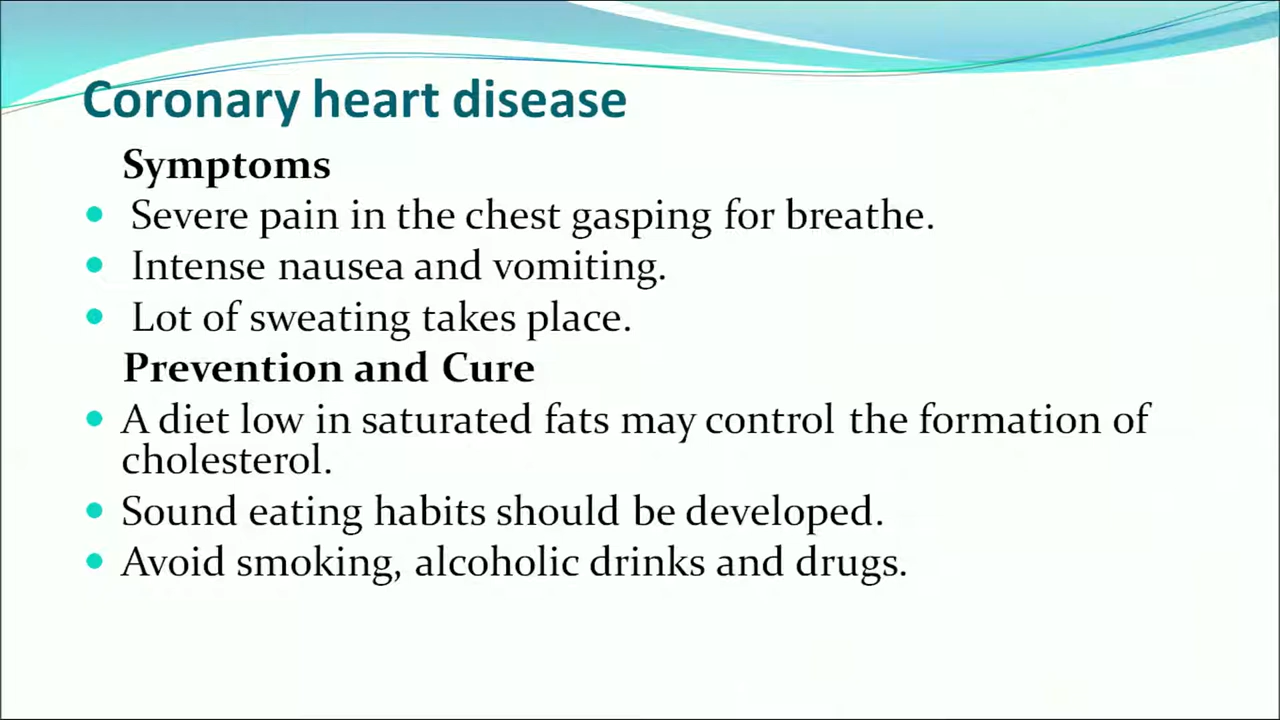 Coronary heart disease
Symptoms
Severe pain in the chest gasping for breathe.
Intense nausea and vomiting.
Lot of sweating takes place.
Prevention and Cure
A diet low in saturated fats may control the formation of
cholesterol.
Sound eating habits should be developed.
Avoid smoking, alcoholic drinks and drugs.